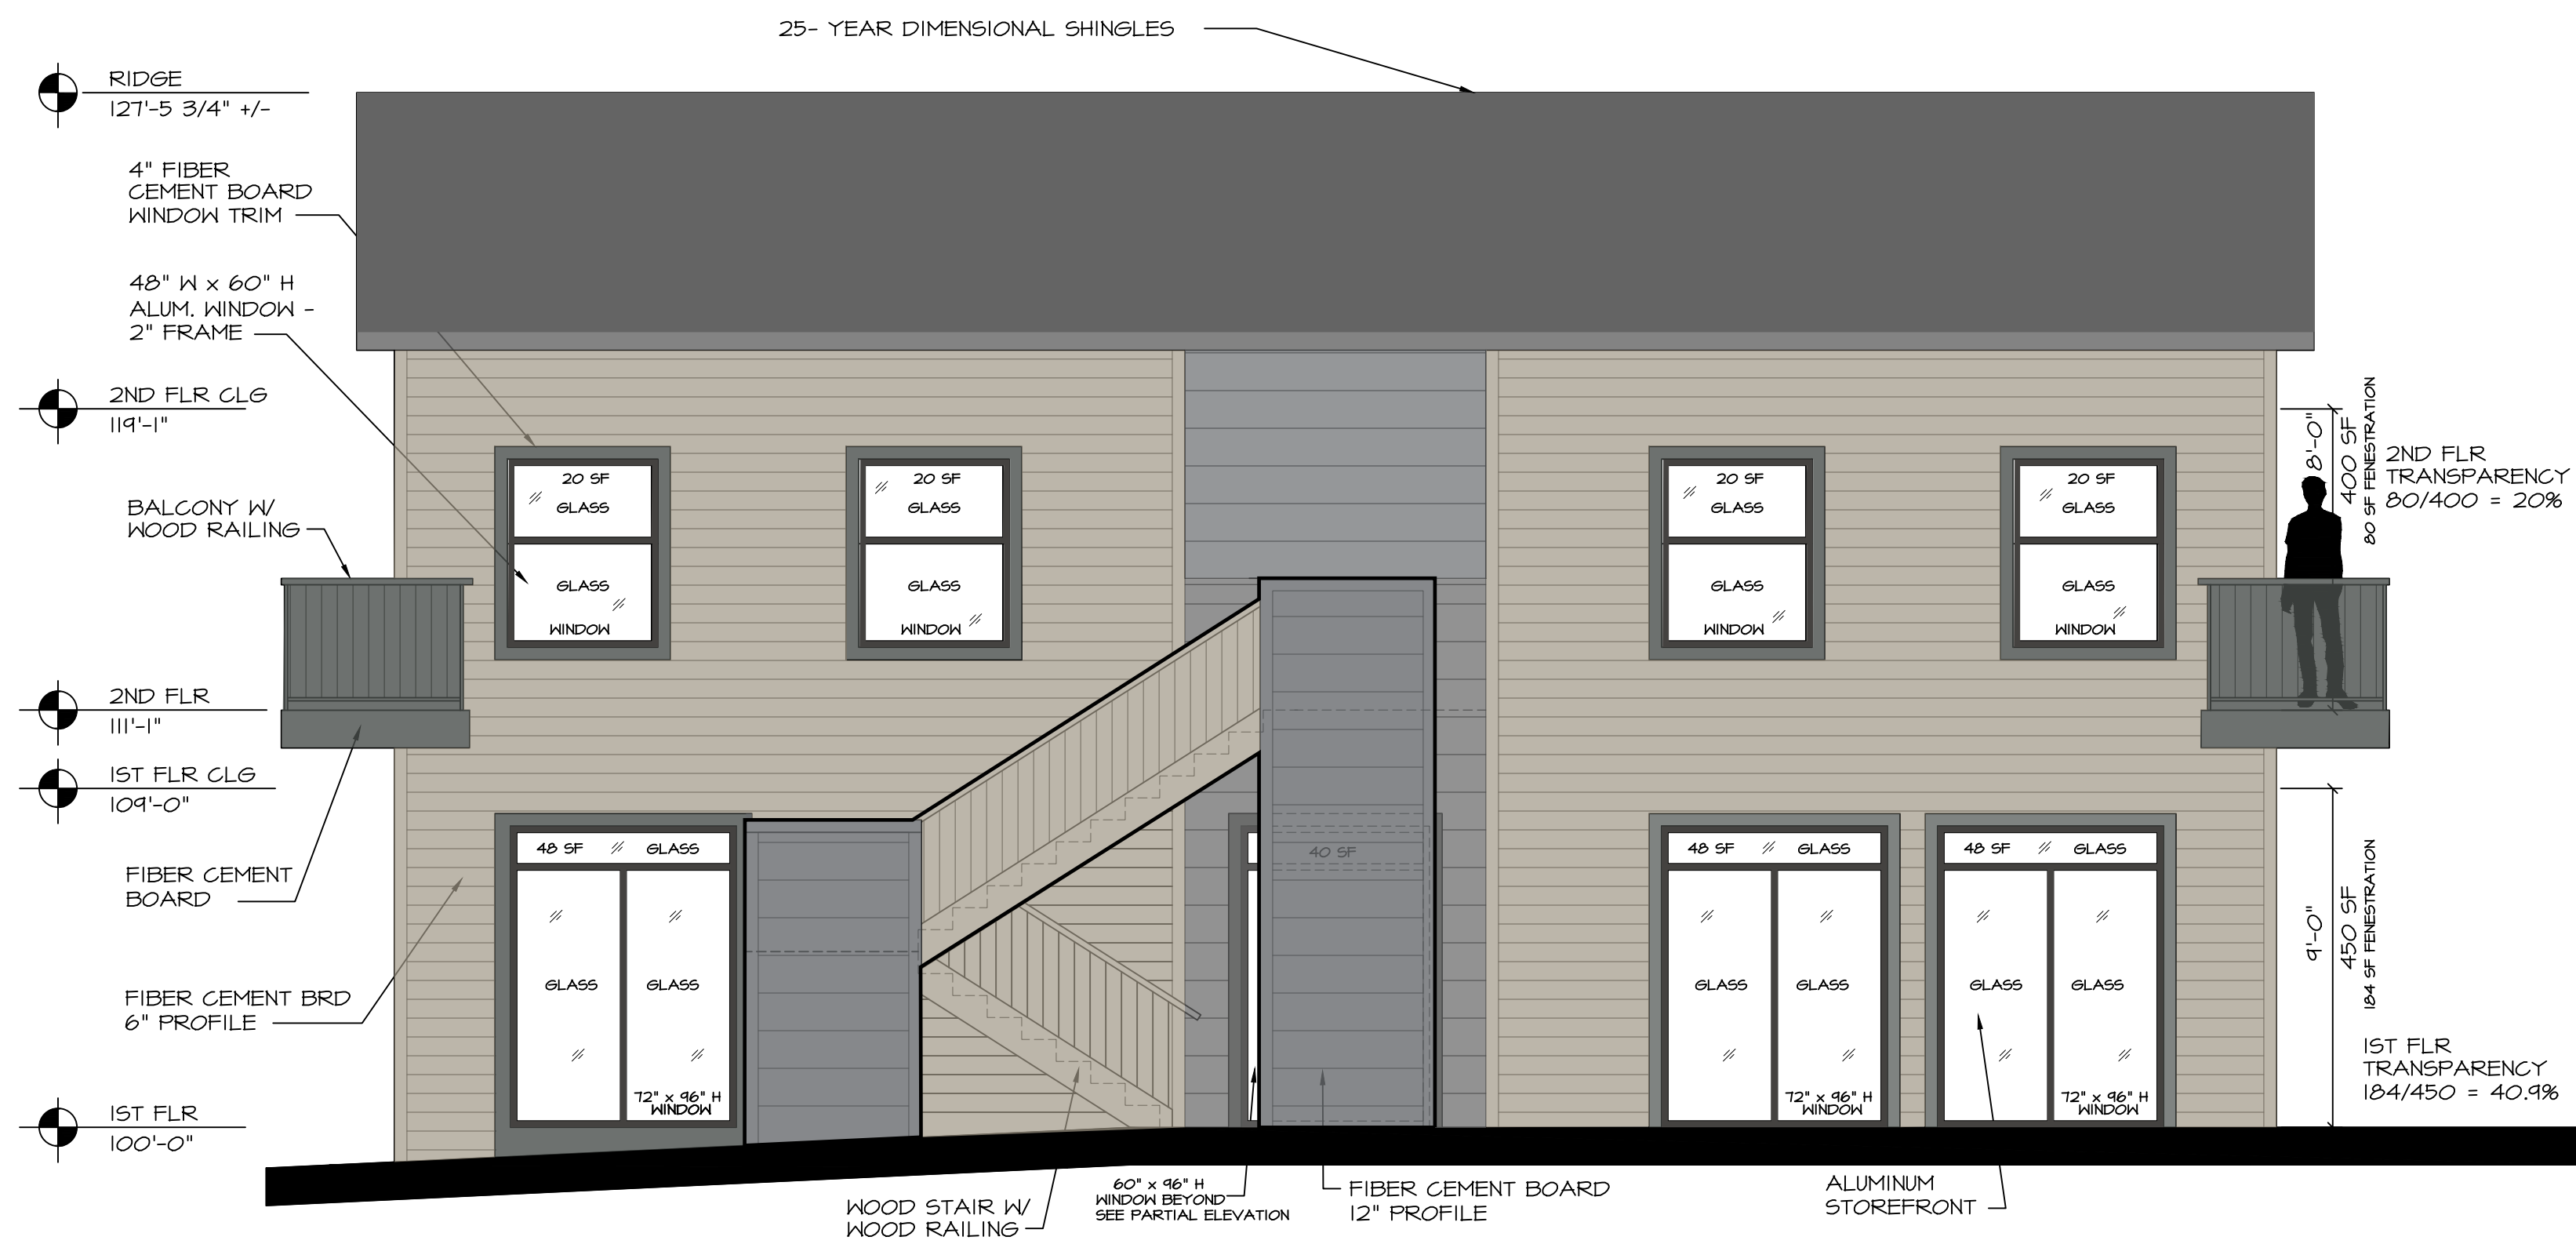 25- YEAR DIMENSIONAL SHINGLES
RIDGE
127'-5 3/4" +/-
4" FIBER
CEMENT BOARD
WINDOW TRIM
48" W x 60" H
ALUM. WINDOW -
2" FRAME
2ND FLR CLG
119'-1"
BALCONY W/
WOOD RAILING
2ND FLR
111'-1"
1ST FLR CLG
109'-0"
FIBER CEMENT
BOARD
FIBER CEMENT BRD
6" PROFILE
1ST FLR
100'-0"
20 SF
GLASS
GLASS
WINDOW
20 SF
GLASS
GLASS
WINDOW
20 SF
GLASS
GLASS
WINDOW
20 SF
GLASS
GLASS
WINDOW
8'-0"
400 SF
80 SF FENESTRATION
2ND FLR
TRANSPARENCY
80/400 = 20%
48 SF GLASS
GLASS GLASS
72" x 96" H
WINDOW
40 SF
48 SF GLASS
GLASS GLASS
72" x 96" H
WINDOW
48 SF GLASS
GLASS GLASS
72" x 96" H
WINDOW
9'-0"
450 SF
184 SF FENESTRATION
1ST FLR
TRANSPARENCY
184/450 = 40.9%
WOOD STAIR W/
WOOD RAILING
60" x 96" H
WINDOW BEYOND
SEE PARTIAL ELEVATION
FIBER CEMENT BOARD
12" PROFILE
ALUMINUM
STOREFRONT